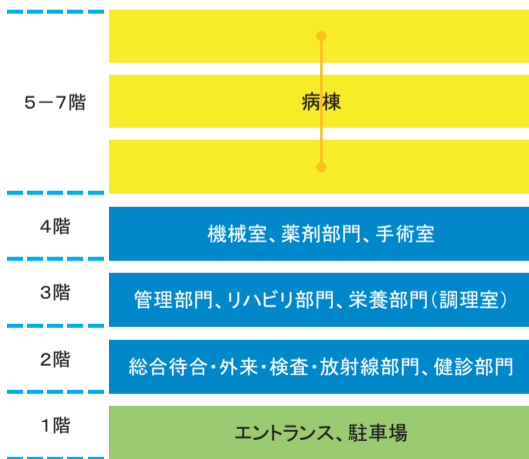 5－7階
病棟
4階
機械室、薬剤部門、手術室
3階
管理部門、リハビリ部門、栄養部門（調理室）
2階
総合待合・外来・検査・放射線部門、健診部門
1階
エントランス、駐車場